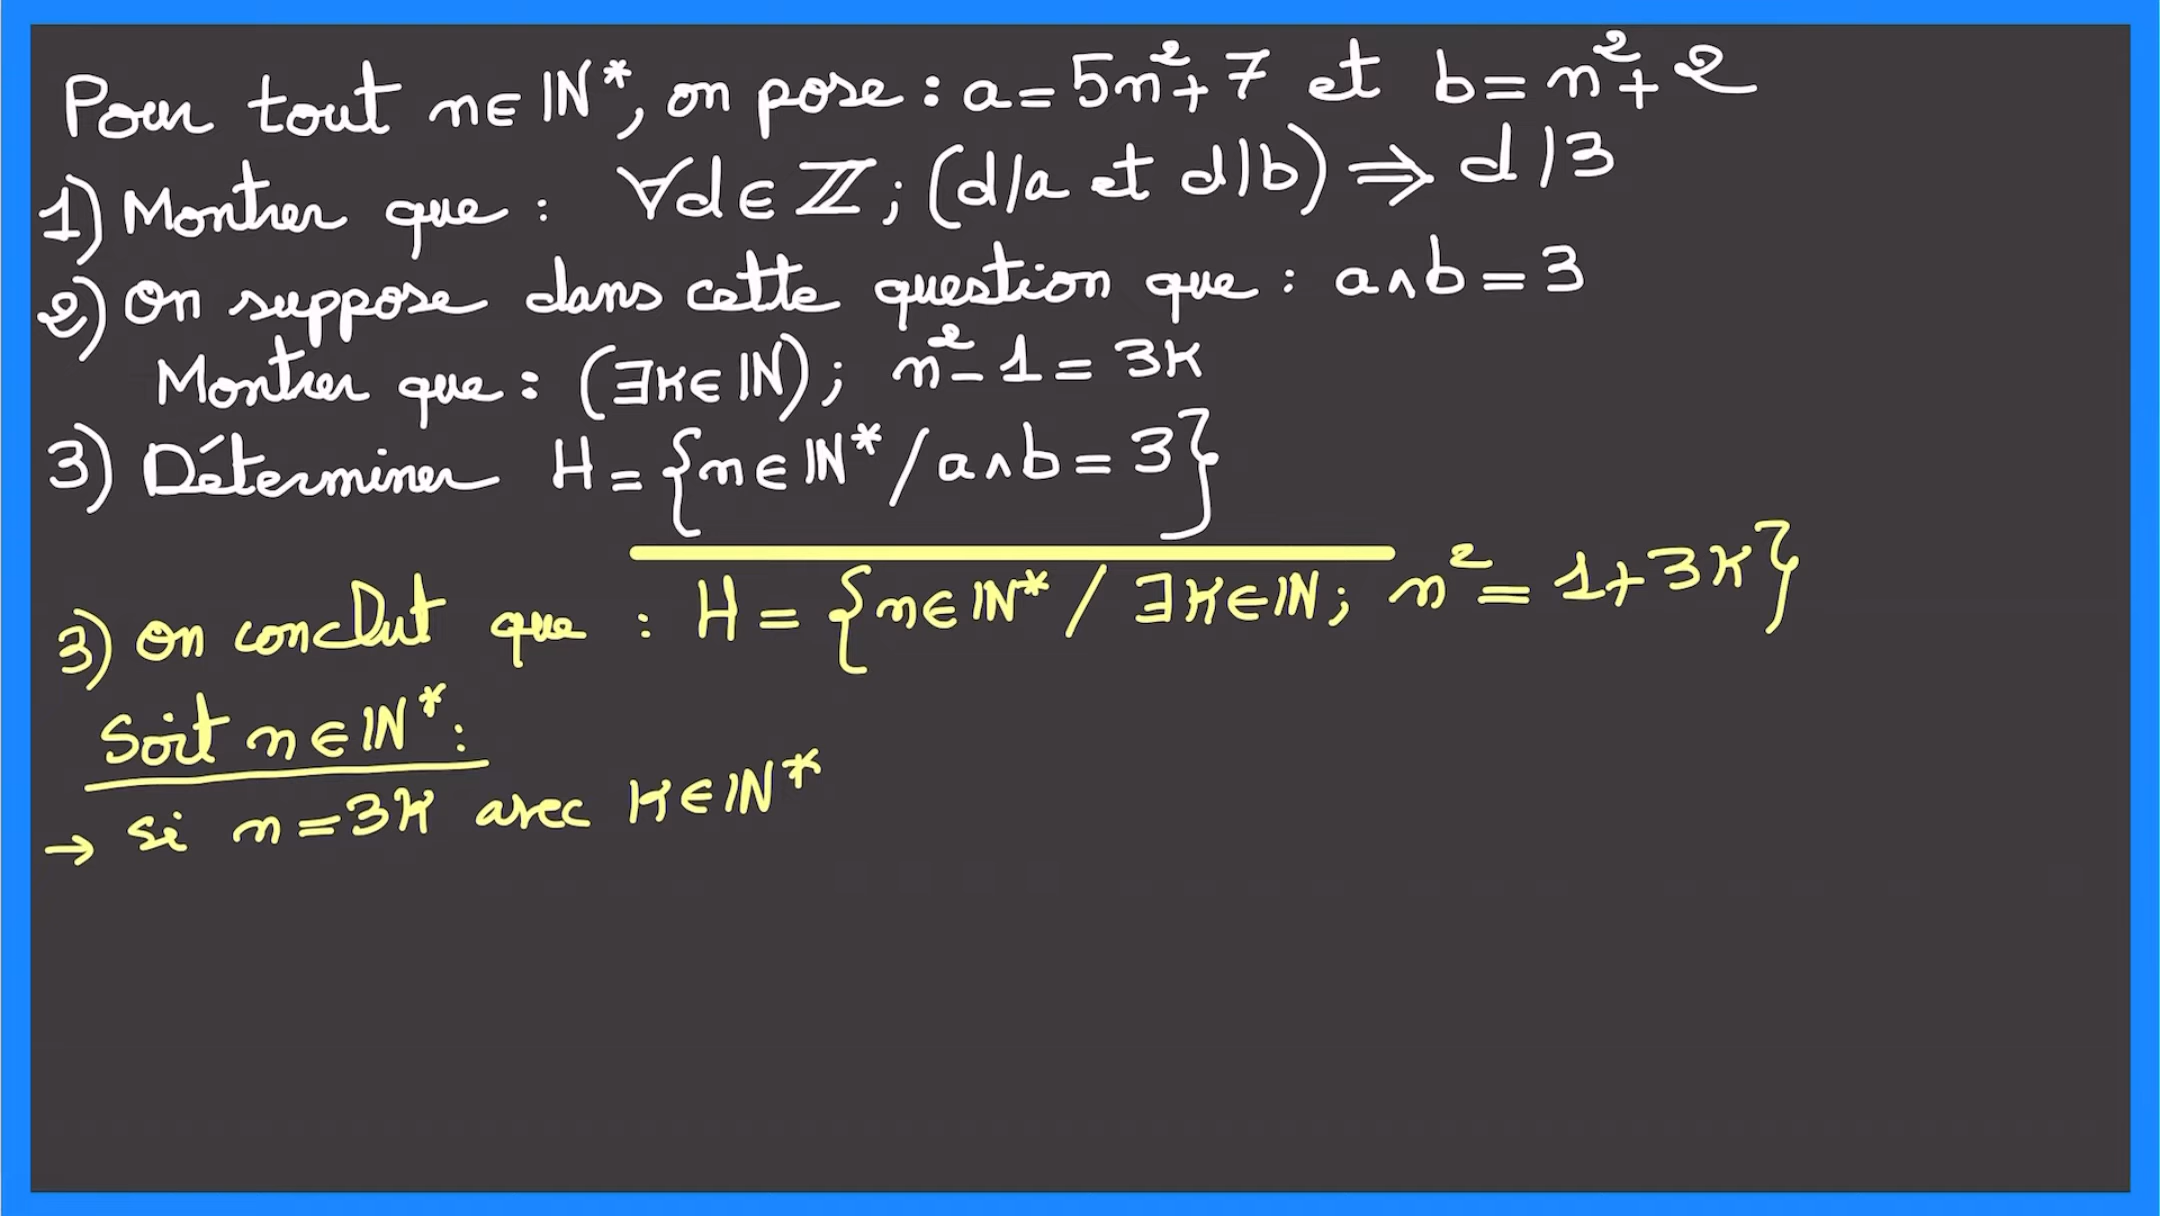 Pour tout n∈ℕ*, on pose : a=5n²+7 et b=n²+2
1) Montrer que : ∀d∈ℤ; (d/a et d/b) ⇒ d/3
2) On suppose dans cette question que : a∧b=3
Montrer que : (∃k∈ℕ); n²-1=3k
3) Déterminer H={n∈ℕ*/a∧b=3}
3) On conclut que : H={n∈ℕ*/∃k∈ℕ; n²=1+3k}
Soit n∈ℕ*:
→ si n=3k avec k∈ℕ*